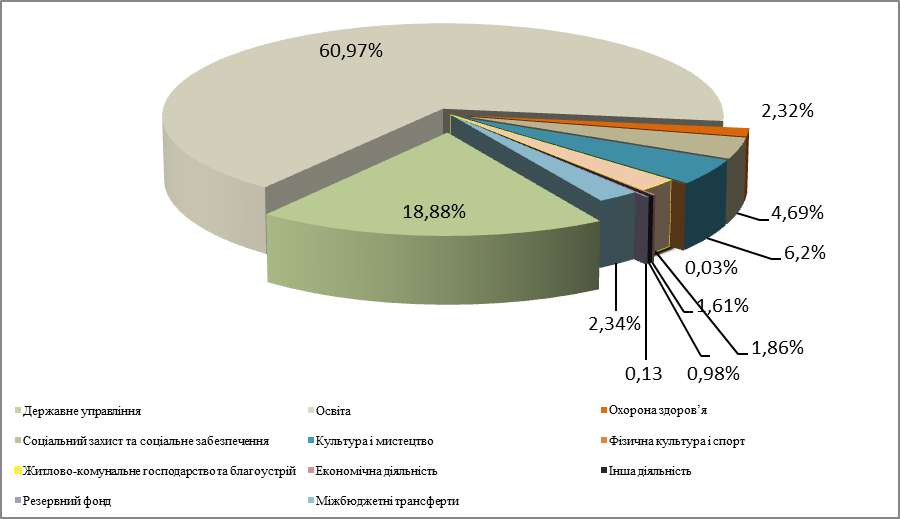 60,97%
2,32%
18,88%
4,69%
6,2%
0,03%
1,61%
2,34%
1,86%
0,13
0,98%
Державне управління
Освіта
Охорона здоров’я
Соціальний захист та соціальне забезпечення
Культура і мистецтво
Фізична культура і спорт
Житлово-комунальне господарство та благоустрій
Економічна діяльність
Інша діяльність
Резервний фонд
Міжбюджетні трансферти